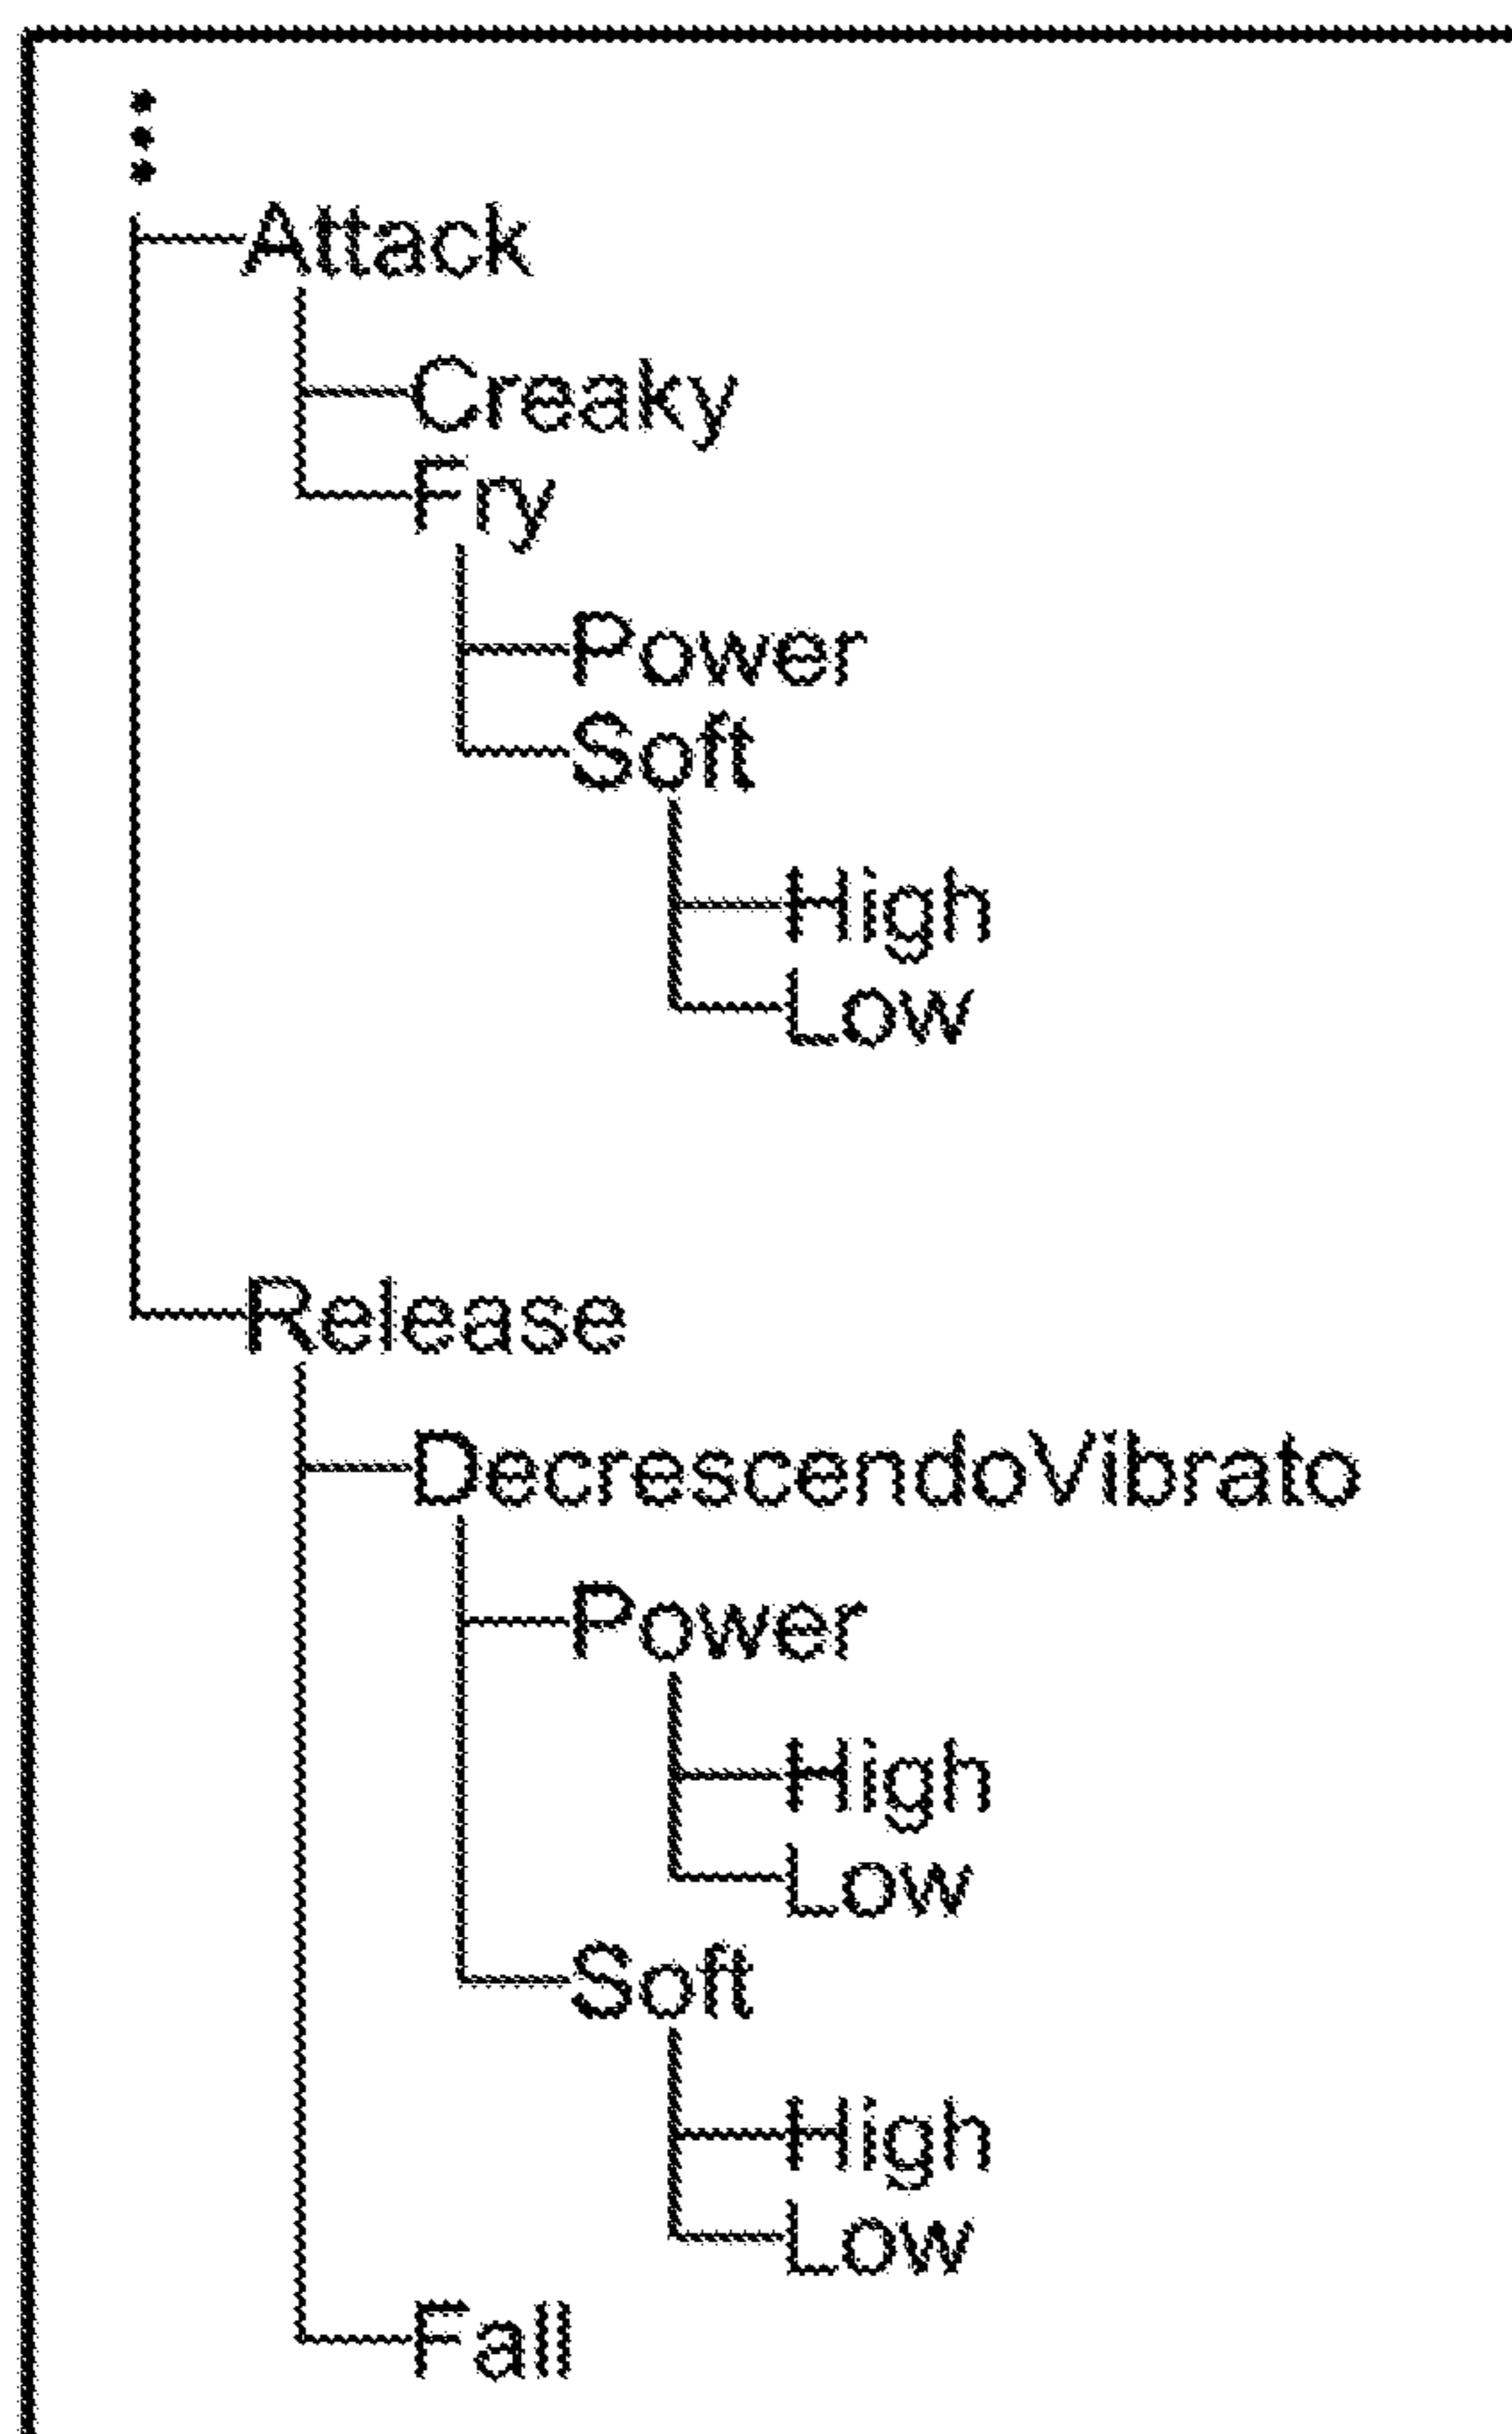 Attack
Creaky
Fry
Power
Soft
High
Low
Release
DecrescendoVibrato
Power
High
Low
Soft
High
Low
Fall